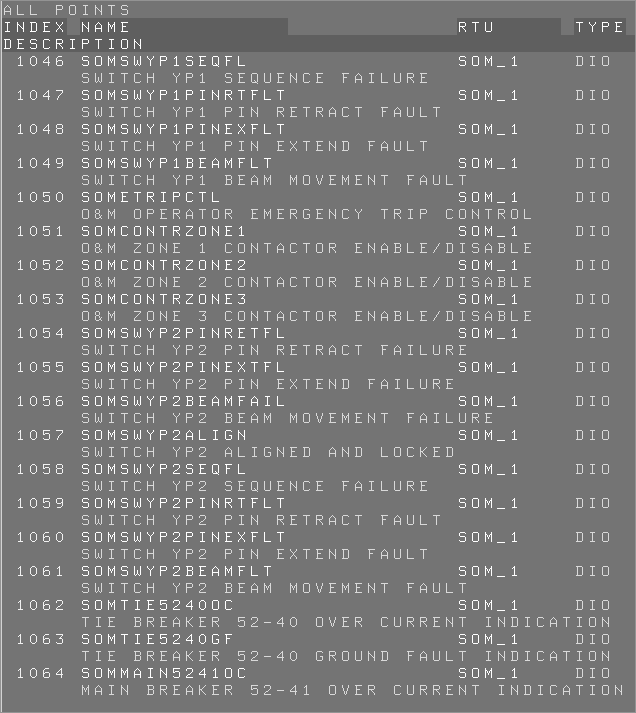 ALL POINTS
INDEX NAME RTU TYPE
DESCRIPTION
1046 SOMSWYP1SEQFL SOM_1 DIO
SWITCH YP1 SEQUENCE FAILURE
1047 SOMSWYP1PINRTFLT SOM_1 DIO
SWITCH YP1 PIN RETRACT FAULT
1048 SOMSWYP1PINEXFLT SOM_1 DIO
SWITCH YP1 PIN EXTEND FAULT
1049 SOMSWYP1BEAMFLT SOM_1 DIO
SWITCH YP1 BEAM MOVEMENT FAULT
1050 SOMETRIPCTL SOM_1 DIO
O&M OPERATOR EMERGENCY TRIP CONTROL
1051 SOMCONTRZONE1 SOM_1 DIO
O&M ZONE 1 CONTACTOR ENABLE/DISABLE
1052 SOMCONTRZONE2 SOM_1 DIO
O&M ZONE 2 CONTACTOR ENABLE/DISABLE
1053 SOMCONTRZONE3 SOM_1 DIO
O&M ZONE 3 CONTACTOR ENABLE/DISABLE
1054 SOMSWYP2PINRETFL SOM_1 DIO
SWITCH YP2 PIN RETRACT FAILURE
1055 SOMSWYP2PINEXTFL SOM_1 DIO
SWITCH YP2 PIN EXTEND FAILURE
1056 SOMSWYP2BEAMFAIL SOM_1 DIO
SWITCH YP2 BEAM MOVEMENT FAILURE
1057 SOMSWYP2ALIGN SOM_1 DIO
SWITCH YP2 ALIGNED AND LOCKED
1058 SOMSWYP2SEQFL SOM_1 DIO
SWITCH YP2 SEQUENCE FAILURE
1059 SOMSWYP2PINRTFLT SOM_1 DIO
SWITCH YP2 PIN RETRACT FAULT
1060 SOMSWYP2PINEXFLT SOM_1 DIO
SWITCH YP2 PIN EXTEND FAULT
1061 SOMSWYP2BEAMFLT SOM_1 DIO
SWITCH YP2 BEAM MOVEMENT FAULT
1062 SOMTIE5240OC SOM_1 DIO
TIE BREAKER 52-40 OVER CURRENT INDICATION
1063 SOMTIE5240GF SOM_1 DIO
TIE BREAKER 52-40 GROUND FAULT INDICATION
1064 SOMMAIN5241OC SOM_1 DIO
MAIN BREAKER 52-41 OVER CURRENT INDICATION